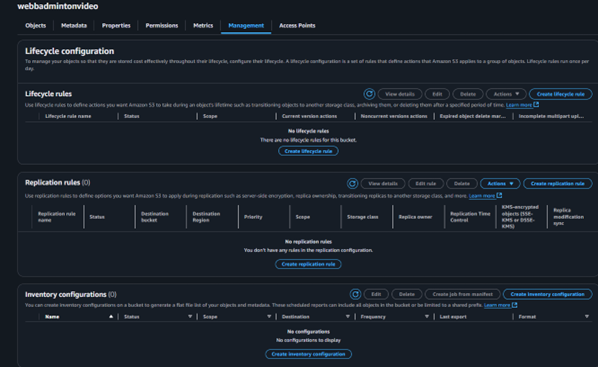 webbadmintonvideo
Objects
Metadata
Properties
Permissions
Metrics
Management
Access Points
Lifecycle configuration
To manage your objects so that they are stored cost effectively throughout their lifecycle, configure their lifecycle. A lifecycle configuration is a set of rules that define actions that Amazon S3 applies to a group of objects. Lifecycle rules run once per
day.
Lifecycle rules
View details
Edit
Delete
Actions
Create lifecycle rule
Use lifecycle rules to define actions you want Amazon S3 to take during an object's lifetime such as transitioning objects to another storage class, archiving them, or deleting them after a specified period of time. Learn more
Lifecycle rule name
Status
Scope
Current version actions
Noncurrent versions actions
Expired object delete mar...
Incomplete multipart upl...
No lifecycle rules
There are no lifecycle rules for this bucket.
Create lifecycle rule
Replication rules (0)
View details
Edit rule
Delete
Actions
Create replication rule
Use replication rules to define options you want Amazon S3 to apply during replication such as server-side encryption, replica ownership, transitioning replicas to another storage class, and more. Learn more
Replication rule name
Status
Destination bucket
Destination Region
Priority
Scope
Storage class
Replica owner
Replication Time Control
KMS-encrypted objects (SSE-KMS or DSSE-KMS)
Replica modification sync
No replication rules
You don't have any rules in the replication configuration.
Create replication rule
Inventory configurations (0)
Edit
Delete
Create job from manifest
Create inventory configuration
You can create inventory configurations on a bucket to generate a flat file list of your objects and metadata. These scheduled reports can include all objects in the bucket or be limited to a shared prefix. Learn more
Name
Status
Scope
Destination
Frequency
Last export
Format
No configurations
No configurations to display
Create inventory configuration